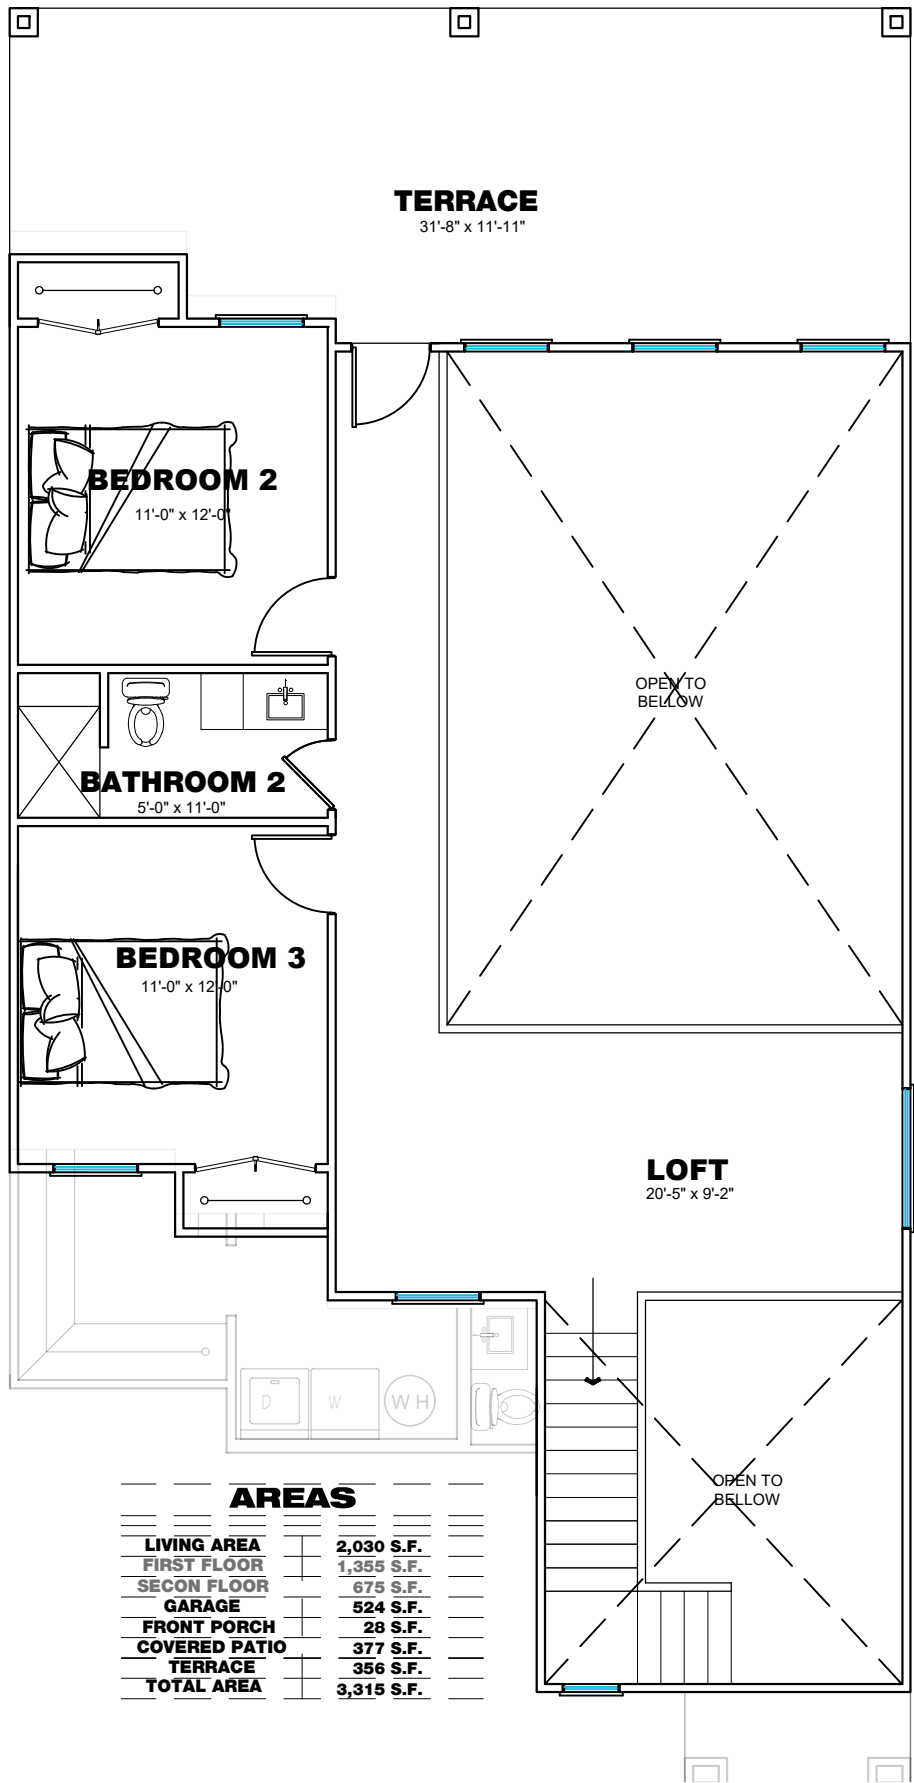 TERRACE
31'-8" x 11'-11"
BEDROOM 2
11'-0" x 12'-0"
OPEN TO
BELLOW
BATHROOM 2
5'-0" x 11'-0"
BEDROOM 3
11'-0" x 12'-0"
LOFT
20'-5" x 9'-2"
D
W
WH
OPEN TO
BELLOW
AREAS
LIVING AREA 2,030 S.F.
FIRST FLOOR 1,355 S.F.
SECON FLOOR 675 S.F.
GARAGE 524 S.F.
FRONT PORCH 28 S.F.
COVERED PATIO 377 S.F.
TERRACE 356 S.F.
TOTAL AREA 3,315 S.F.